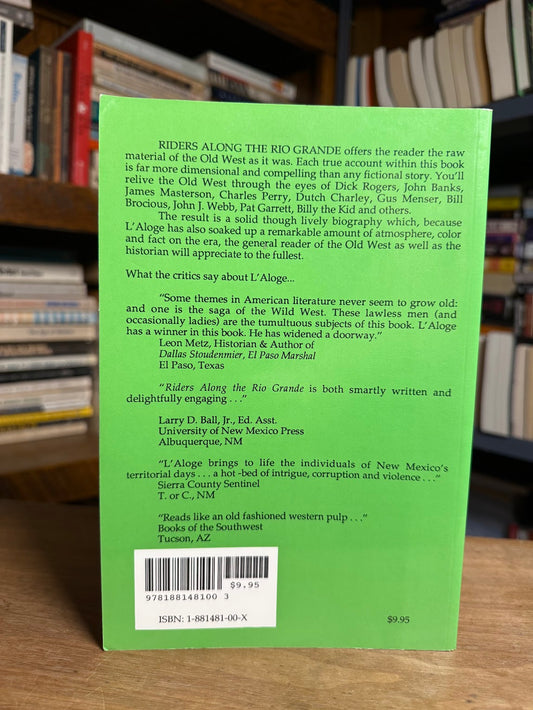 RIDERS ALONG THE RIO GRANDE offers the reader the raw
material of the Old West as it was. Each true account within this book
is far more dimensional and compelling than any fictional story. You'll
relive the Old West through the eyes of Dick Rogers, John Banks,
James Masterson, Charles Perry, Dutch Charley, Gus Menser, Bill
Brocious, John J. Webb, Pat Garrett, Billy the Kid and others.
The result is a solid though lively biography which, because
L'Aloge has also soaked up a remarkable amount of atmosphere, color
and fact on the era, the general reader of the Old West as well as the
historian will appreciate to the fullest.
What the critics say about L'Aloge...
"Some themes in American literature never seem to grow old:
and one is the saga of the Wild West. These lawless men (and
occasionally ladies) are the tumultuous subjects of this book. L'Aloge
has a winner in this book. He has widened a doorway."
Leon Metz, Historian & Author of
Dallas Stoudenmier, El Paso Marshal
El Paso, Texas
"Riders Along the Rio Grande is both smartly written and
delightfully engaging . . ."
Larry D. Ball, Jr., Ed. Asst.
University of New Mexico Press
Albuquerque, NM
"L'Aloge brings to life the individuals of New Mexico's
territorial days . . . a hot -bed of intrigue, corruption and violence . . ."
Sierra County Sentinel
T. or C., NM
"Reads like an old fashioned western pulp . . ."
Books of the Southwest
Tucson, AZ
$9.95
978188148100 3
ISBN: 1-881481-00-X
$9.95